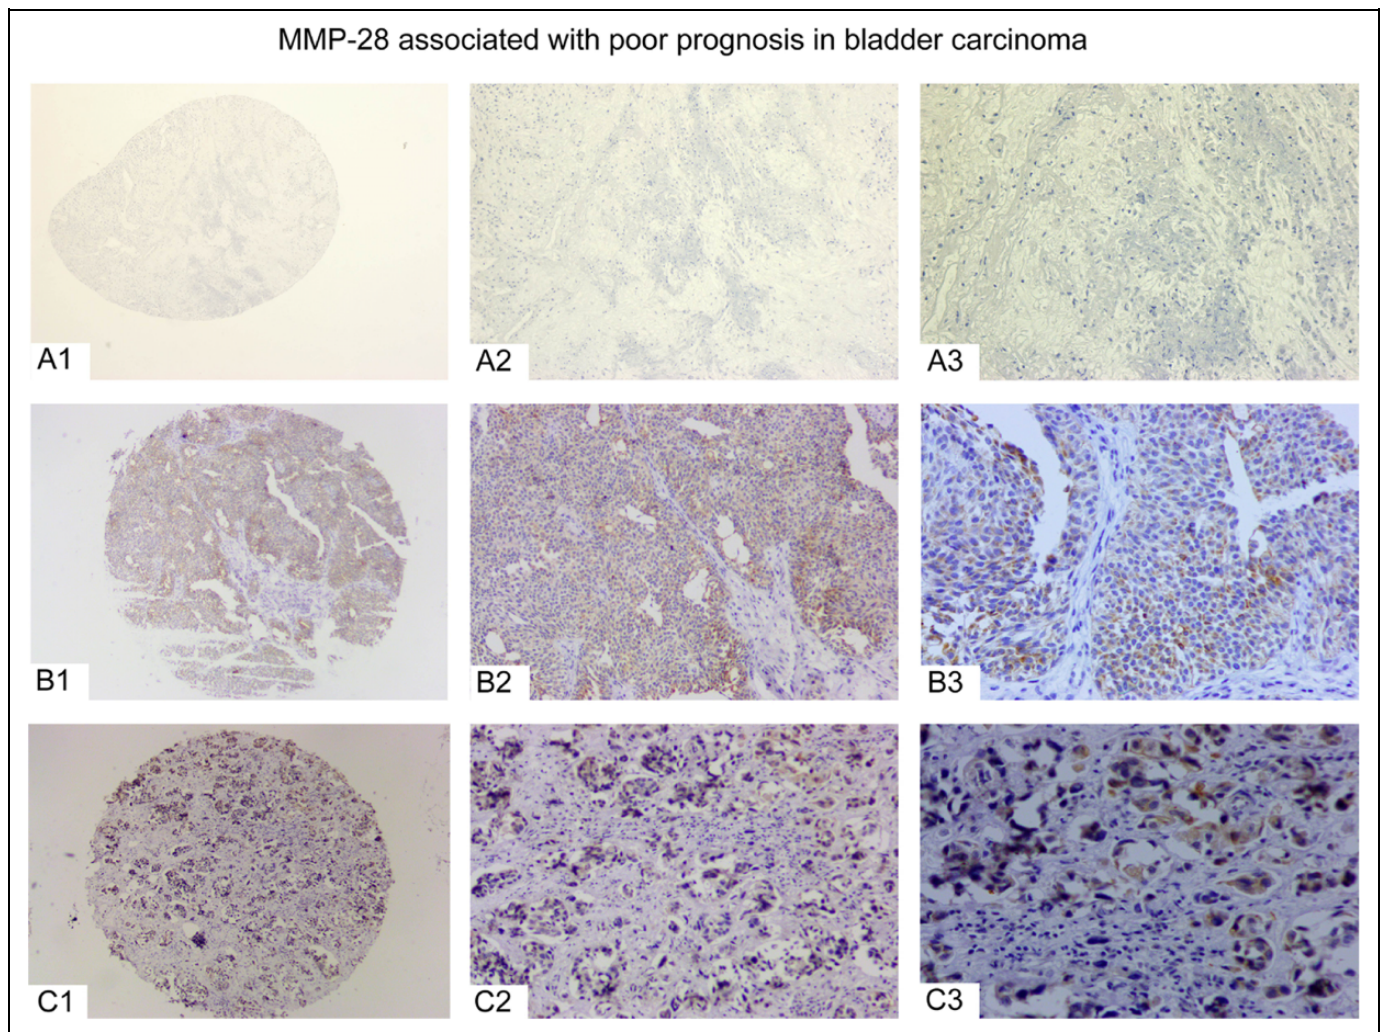 MMP-28 associated with poor prognosis in bladder carcinoma
A1
A2
A3
B1
B2
B3
C1
C2
C3